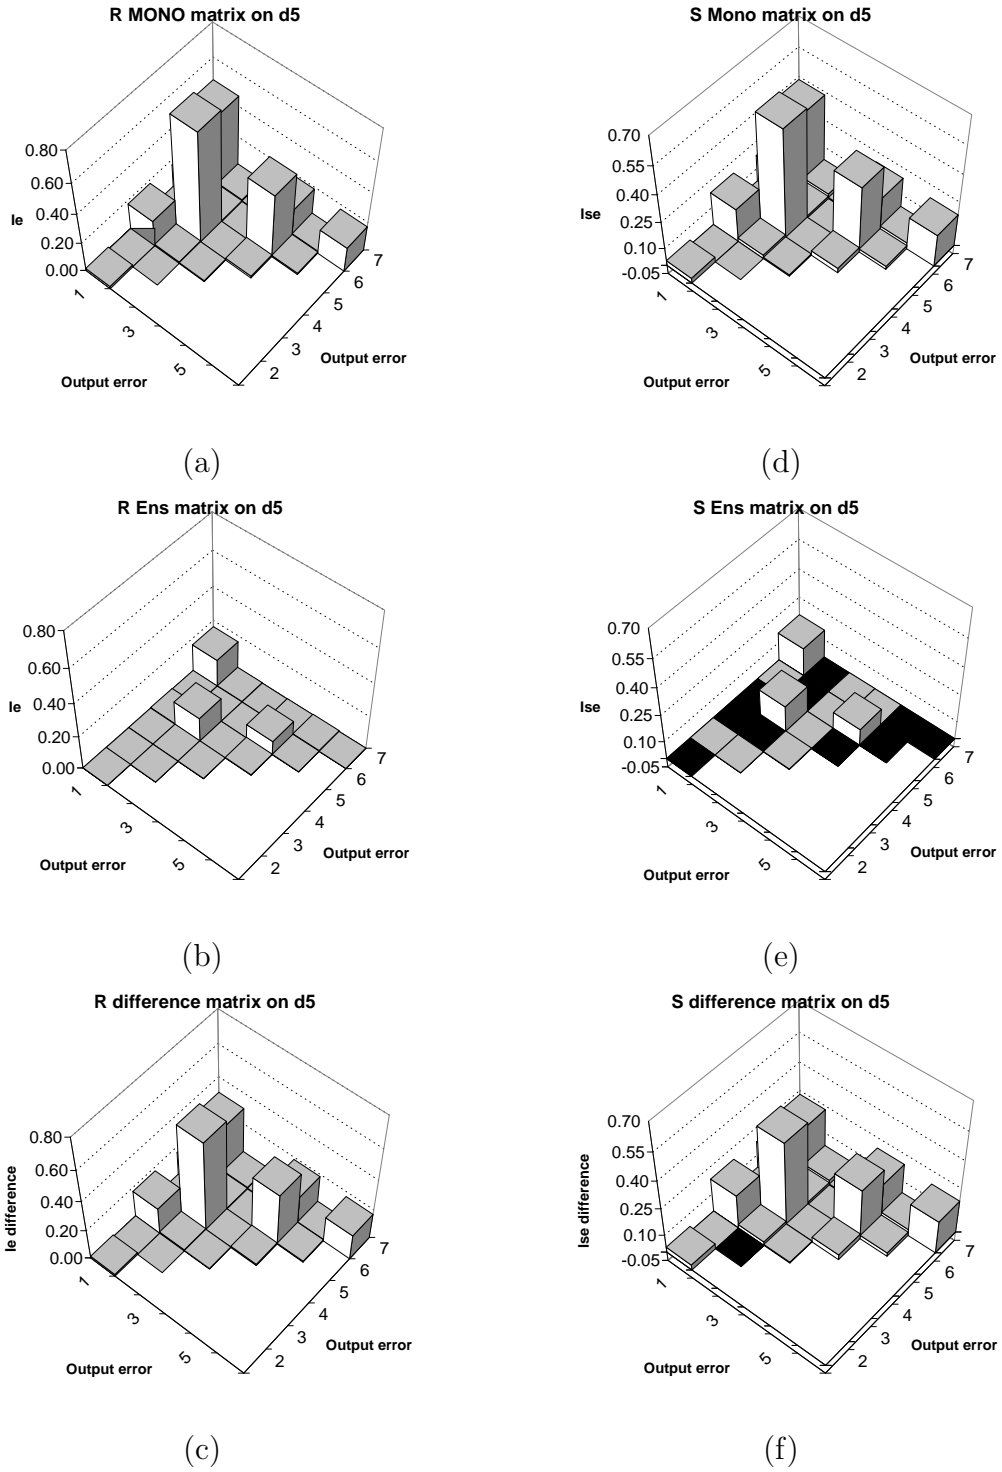 R MONO matrix on d5
0.80
0.60
0.40
0.20
0.00
Ie
1
3
5
Output error
2
3
4
5
6
7
Output error
(a)
S Mono matrix on d5
0.70
0.55
0.40
0.25
0.10
-0.05
Ise
1
3
5
Output error
2
3
4
5
6
7
Output error
(d)
R Ens matrix on d5
0.80
0.60
0.40
0.20
0.00
Ie
1
3
5
Output error
2
3
4
5
6
7
Output error
(b)
S Ens matrix on d5
0.70
0.55
0.40
0.25
0.10
-0.05
Ise
1
3
5
Output error
2
3
4
5
6
7
Output error
(e)
R difference matrix on d5
0.80
0.60
0.40
0.20
0.00
Ie difference
1
3
5
Output error
2
3
4
5
6
7
Output error
(c)
S difference matrix on d5
0.70
0.55
0.40
0.25
0.10
-0.05
Ise difference
1
3
5
Output error
2
3
4
5
6
7
Output error
(f)